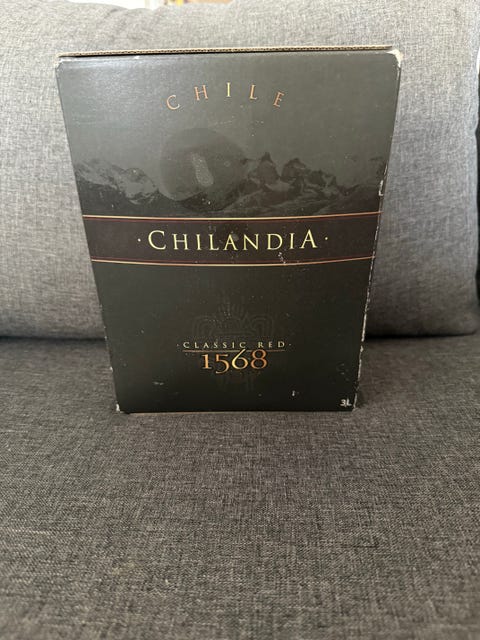 CHILE
· CHILANDIA ·
· CLASSIC RED ·
1568
3L